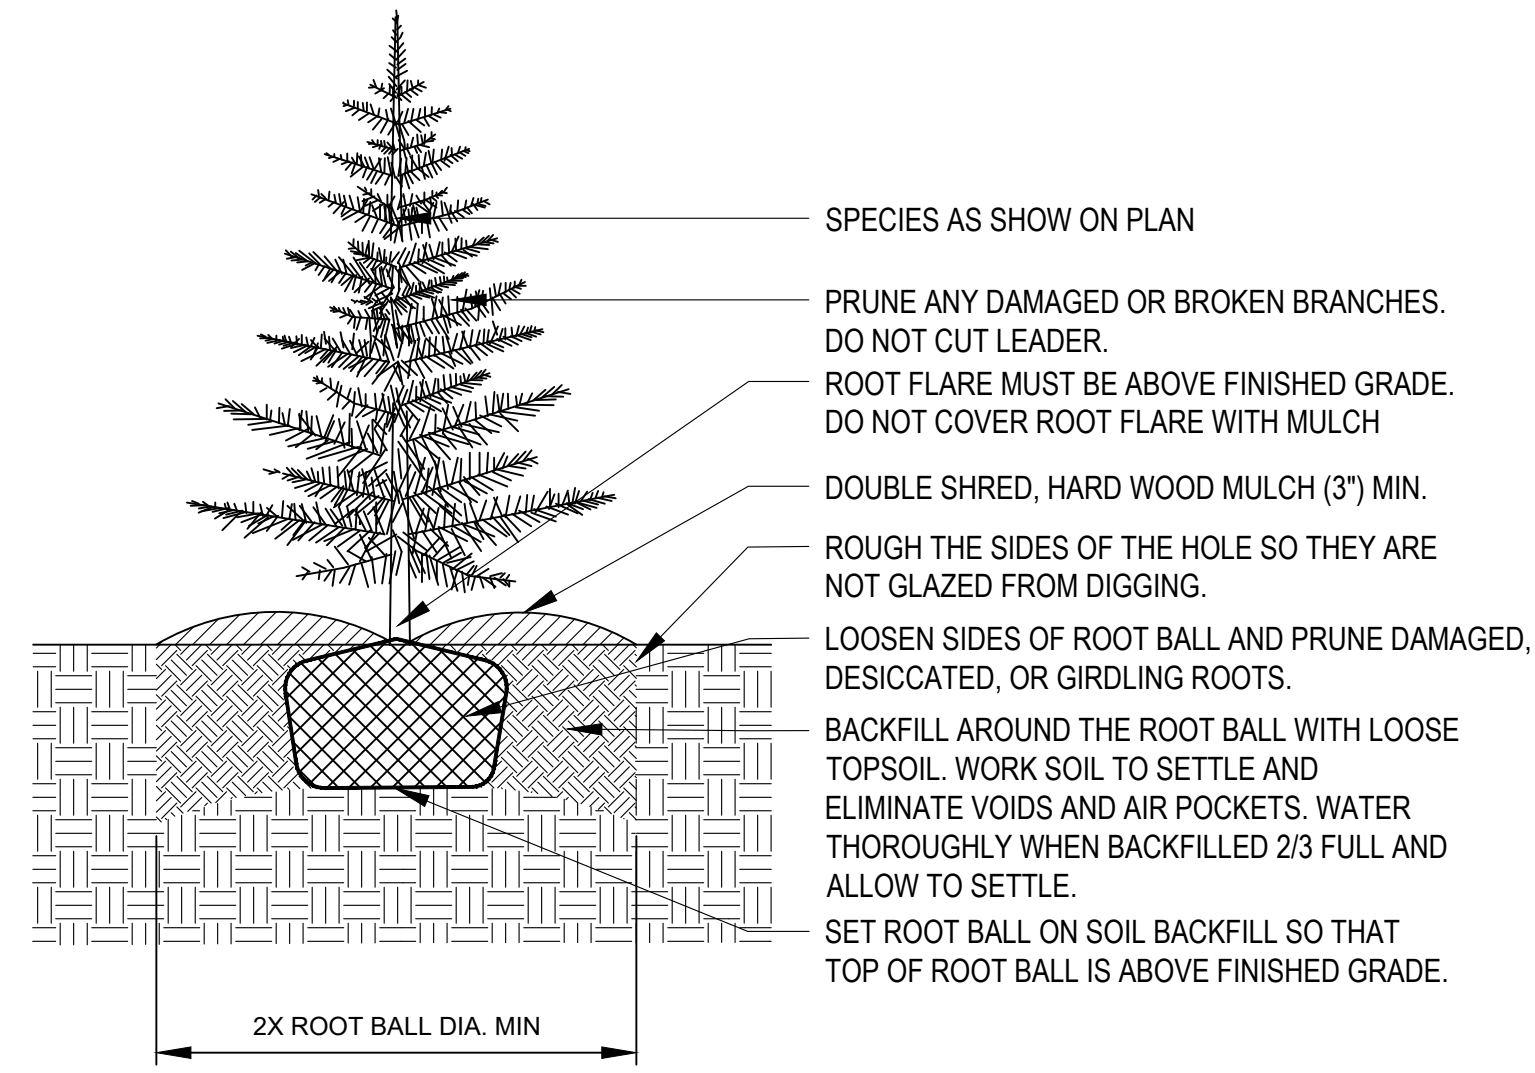 SPECIES AS SHOW ON PLAN
PRUNE ANY DAMAGED OR BROKEN BRANCHES.
DO NOT CUT LEADER.
ROOT FLARE MUST BE ABOVE FINISHED GRADE.
DO NOT COVER ROOT FLARE WITH MULCH
DOUBLE SHRED, HARD WOOD MULCH (3") MIN.
ROUGH THE SIDES OF THE HOLE SO THEY ARE
NOT GLAZED FROM DIGGING.
LOOSEN SIDES OF ROOT BALL AND PRUNE DAMAGED,
DESICCATED, OR GIRDLING ROOTS.
BACKFILL AROUND THE ROOT BALL WITH LOOSE
TOPSOIL. WORK SOIL TO SETTLE AND
ELIMINATE VOIDS AND AIR POCKETS. WATER
THOROUGHLY WHEN BACKFILLED 2/3 FULL AND
ALLOW TO SETTLE.
SET ROOT BALL ON SOIL BACKFILL SO THAT
TOP OF ROOT BALL IS ABOVE FINISHED GRADE.
2X ROOT BALL DIA. MIN